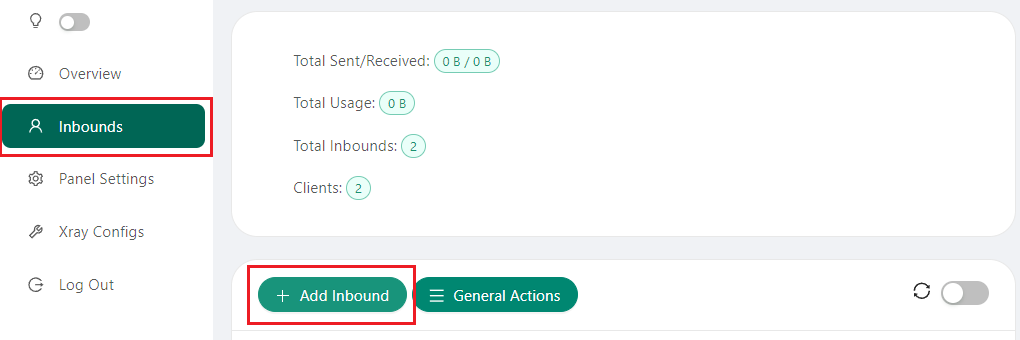 Overview
Inbounds
Panel Settings
Xray Configs
Log Out
Total Sent/Received: 0 B / 0 B
Total Usage: 0 B
Total Inbounds: 2
Clients: 2
+ Add Inbound
General Actions